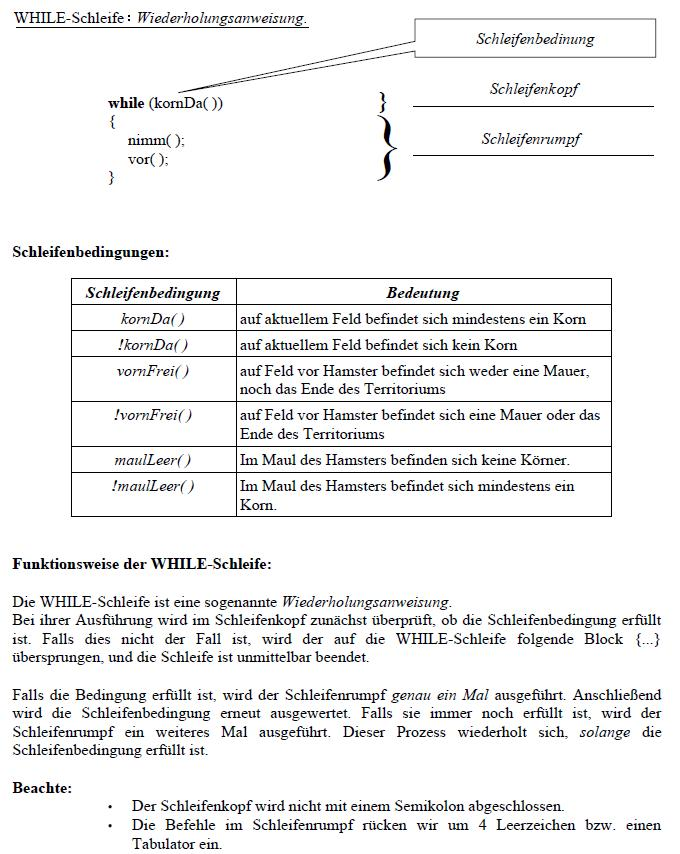 WHILE-Schleife: Wiederholungsanweisung.
Schleifenbedinung
while (kornDa( ))
{
nimm( );
vor( );
}
}
}
Schleifenkopf
Schleifenrumpf
Schleifenbedingungen:
Schleifenbedingung Bedeutung
kornDa( ) auf aktuellem Feld befindet sich mindestens ein Korn
!kornDa( ) auf aktuellem Feld befindet sich kein Korn
vornFrei( ) auf Feld vor Hamster befindet sich weder eine Mauer,
noch das Ende des Territoriums
!vornFrei( ) auf Feld vor Hamster befindet sich eine Mauer oder das
Ende des Territoriums
maulLeer( ) Im Maul des Hamsters befinden sich keine Körner.
!maulLeer( ) Im Maul des Hamsters befindet sich mindestens ein
Korn.
Funktionsweise der WHILE-Schleife:
Die WHILE-Schleife ist eine sogenannte Wiederholungsanweisung.
Bei ihrer Ausführung wird im Schleifenkopf zunächst überprüft, ob die Schleifenbedingung erfüllt
ist. Falls dies nicht der Fall ist, wird der auf die WHILE-Schleife folgende Block {...}
übersprungen, und die Schleife ist unmittelbar beendet.
Falls die Bedingung erfüllt ist, wird der Schleifenrumpf genau ein Mal ausgeführt. Anschließend
wird die Schleifenbedingung erneut ausgewertet. Falls sie immer noch erfüllt ist, wird der
Schleifenrumpf ein weiteres Mal ausgeführt. Dieser Prozess wiederholt sich, solange die
Schleifenbedingung erfüllt ist.
Beachte:
• Der Schleifenkopf wird nicht mit einem Semikolon abgeschlossen.
• Die Befehle im Schleifenrumpf rücken wir um 4 Leerzeichen bzw. einen
Tabulator ein.